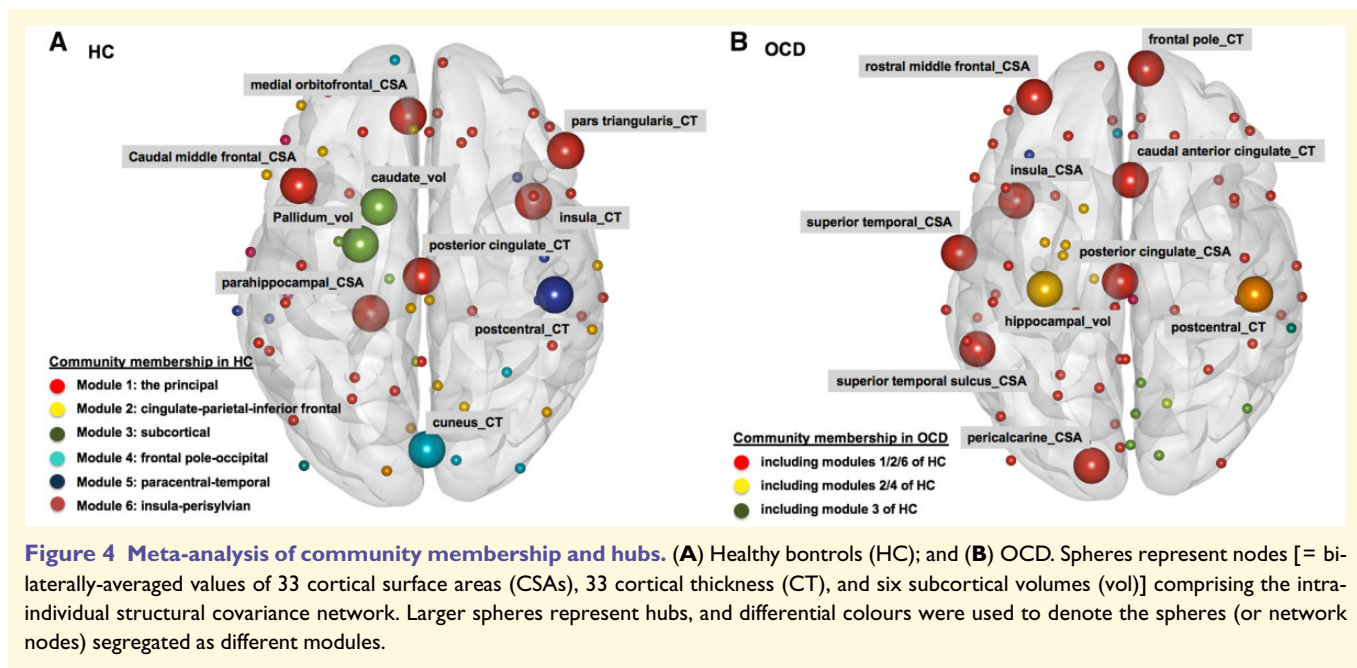 A HC
medial orbitofrontal_CSA
pars triangularis_CT
Caudal middle frontal_CSA
caudate_vol
Pallidum_vol
insula_CT
posterior cingulate_CT
parahippocampal_CSA
postcentral_CT
Community membership in HC
Module 1: the principal
Module 2: cingulate-parietal-inferior frontal
Module 3: subcortical
Module 4: frontal pole-occipital
Module 5: paracentral-temporal
Module 6: insula-perisylvian
cuneus_CT
B OCD
frontal pole_CT
rostral middle frontal_CSA
caudal anterior cingulate_CT
insula_CSA
superior temporal_CSA
posterior cingulate_CSA
hippocampal_vol
postcentral_CT
superior temporal sulcus_CSA
pericalcarine_CSA
Community membership in OCD
including modules 1/2/6 of HC
including modules 2/4 of HC
including module 3 of HC
Figure 4 Meta-analysis of community membership and hubs. (A) Healthy bontrols (HC); and (B) OCD. Spheres represent nodes [= bi-
laterally-averaged values of 33 cortical surface areas (CSAs), 33 cortical thickness (CT), and six subcortical volumes (vol)] comprising the intra-
individual structural covariance network. Larger spheres represent hubs, and differential colours were used to denote the spheres (or network
nodes) segregated as different modules.